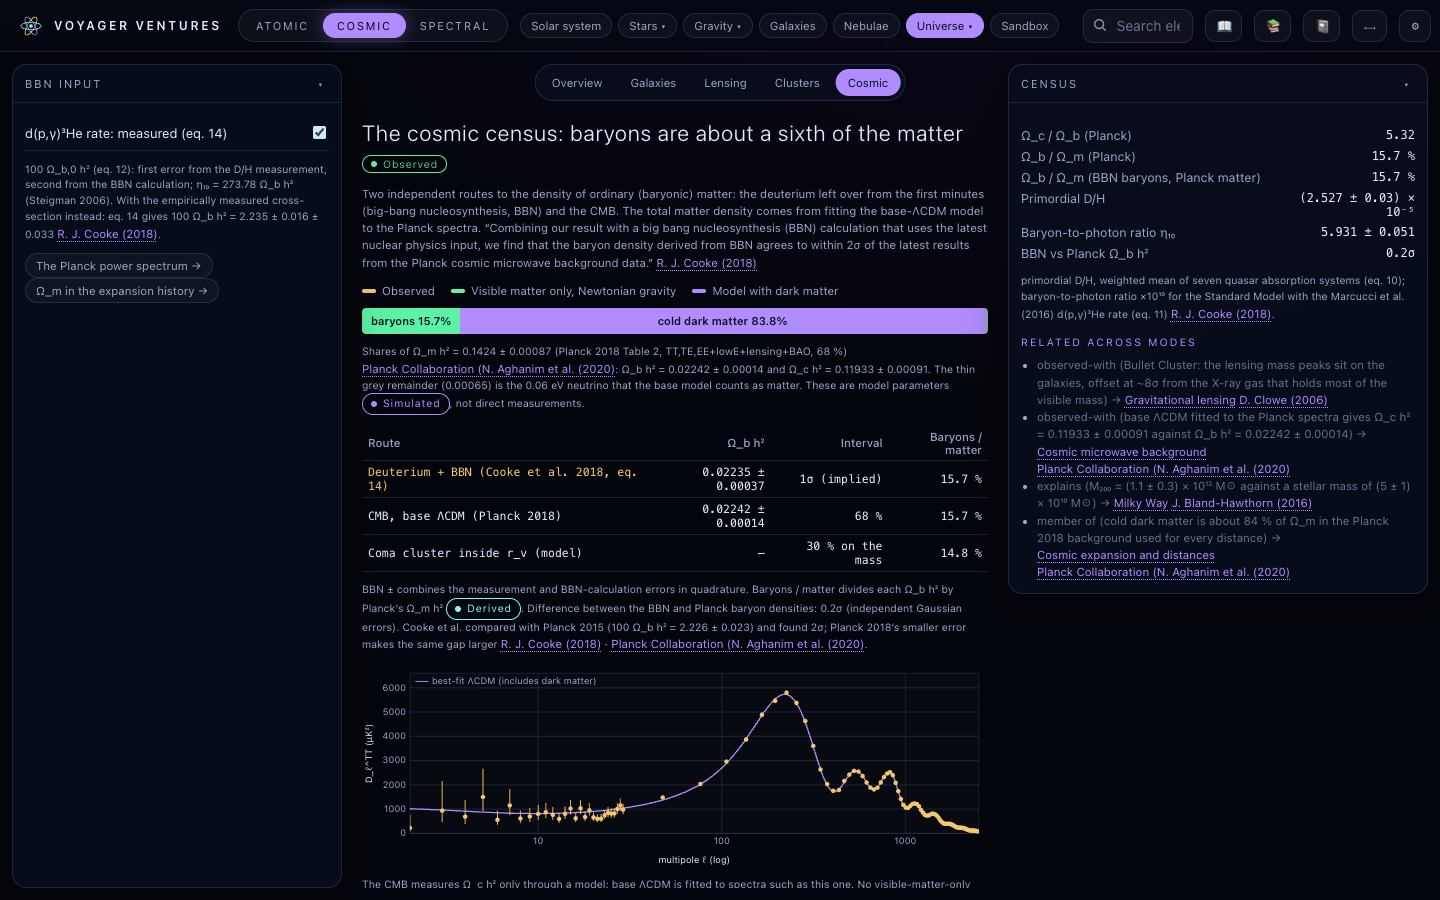 VOYAGER VENTURES
ATOMIC
COSMIC
SPECTRAL
Solar system
Stars ▾
Gravity ▾
Galaxies
Nebulae
Universe ▾
Sandbox
BBN INPUT
d(p,γ)³He rate: measured (eq. 14)
100 Ω_b,0 h² (eq. 12): first error from the D/H measurement,
second from the BBN calculation; η₁₀ = 273.78 Ω_b h²
(Steigman 2006). With the empirically measured cross-
section instead: eq. 14 gives 100 Ω_b h² = 2.235 ± 0.016 ±
0.033 R. J. Cooke (2018).
The Planck power spectrum →
Ω_m in the expansion history →
Overview
Galaxies
Lensing
Clusters
Cosmic
The cosmic census: baryons are about a sixth of the matter
Observed
Two independent routes to the density of ordinary (baryonic) matter: the deuterium left over from the first minutes
(big-bang nucleosynthesis, BBN) and the CMB. The total matter density comes from fitting the base-ΛCDM model
to the Planck spectra. “Combining our result with a big bang nucleosynthesis (BBN) calculation that uses the latest
nuclear physics input, we find that the baryon density derived from BBN agrees to within 2σ of the latest results
from the Planck cosmic microwave background data.” R. J. Cooke (2018)
Observed
Visible matter only, Newtonian gravity
Model with dark matter
baryons 15.7%
cold dark matter 83.8%
Shares of Ω_m h² = 0.1424 ± 0.00087 (Planck 2018 Table 2, TT,TE,EE+lowE+lensing+BAO, 68 %)
Planck Collaboration (N. Aghanim et al. (2020): Ω_b h² = 0.02242 ± 0.00014 and Ω_c h² = 0.11933 ± 0.00091. The thin
grey remainder (0.00065) is the 0.06 eV neutrino that the base model counts as matter. These are model parameters
Simulated, not direct measurements.
Route
Ω_b h²
Interval
Baryons /
matter
Deuterium + BBN (Cooke et al. 2018, eq.
14)
0.02235 ±
0.00037
1σ (implied)
15.7 %
CMB, base ΛCDM (Planck 2018)
0.02242 ±
0.00014
68 %
15.7 %
Coma cluster inside r_v (model)
—
30 % on the
mass
14.8 %
BBN ± combines the measurement and BBN-calculation errors in quadrature. Baryons / matter divides each Ω_b h² by
Planck's Ω_m h² Derived. Difference between the BBN and Planck baryon densities: 0.2σ (independent Gaussian
errors). Cooke et al. compared with Planck 2015 (100 Ω_b h² = 2.226 ± 0.023) and found 2σ; Planck 2018's smaller error
makes the same gap larger R. J. Cooke (2018) · Planck Collaboration (N. Aghanim et al. (2020).
best-fit ΛCDM (includes dark matter)
D_ℓ^TT (μK²)
6000
5000
4000
3000
2000
1000
0
10
100
1000
multipole ℓ (log)
The CMB measures Ω_c h² only through a model: base ΛCDM is fitted to spectra such as this one. No visible-matter-only
CENSUS
Ω_c / Ω_b (Planck)
5.32
Ω_b / Ω_m (Planck)
15.7 %
Ω_b / Ω_m (BBN baryons, Planck matter)
15.7 %
Primordial D/H
(2.527 ± 0.03) ×
10⁻⁵
Baryon-to-photon ratio η₁₀
5.931 ± 0.051
BBN vs Planck Ω_b h²
0.2σ
primordial D/H, weighted mean of seven quasar absorption systems (eq. 10);
baryon-to-photon ratio ×10¹⁰ for the Standard Model with the Marcucci et al.
(2016) d(p,γ)³He rate (eq. 11) R. J. Cooke (2018).
RELATED ACROSS MODES
observed-with (Bullet Cluster: the lensing mass peaks sit on the
galaxies, offset at ~8σ from the X-ray gas that holds most of the
visible mass) → Gravitational lensing D. Clowe (2006)
observed-with (base ΛCDM fitted to the Planck spectra gives Ω_c h²
= 0.11933 ± 0.00091 against Ω_b h² = 0.02242 ± 0.00014) →
Cosmic microwave background
Planck Collaboration (N. Aghanim et al. (2020)
explains (M₂₀₀ = (1.1 ± 0.3) × 10¹² M☉ against a stellar mass of (5 ± 1)
× 10¹⁰ M☉) → Milky Way J. Bland-Hawthorn (2016)
member of (cold dark matter is about 84 % of Ω_m in the Planck
2018 background used for every distance) →
Cosmic expansion and distances
Planck Collaboration (N. Aghanim et al. (2020)